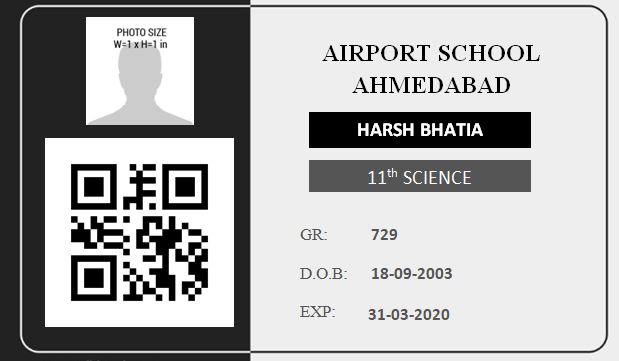 PHOTO SIZE
W=1 x H=1 in
AIRPORT SCHOOL
AHMEDABAD
HARSH BHATIA
11th SCIENCE
GR: 729
D.O.B: 18-09-2003
EXP: 31-03-2020